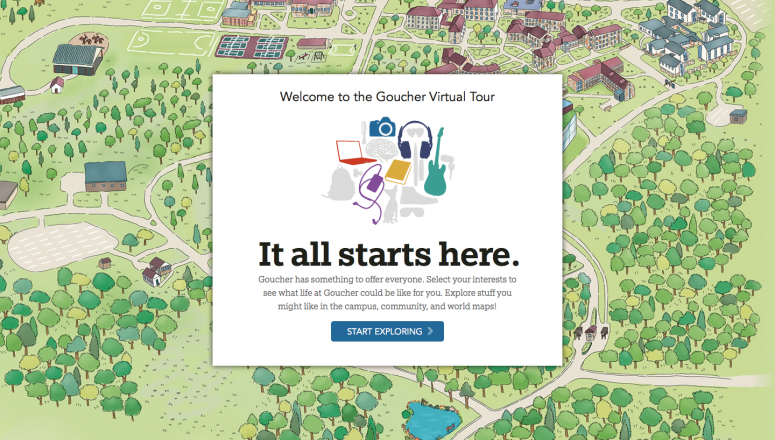 Welcome to the Goucher Virtual Tour
It all starts here.
Goucher has something to offer everyone. Select your interests to
see what life at Goucher could be like for you. Explore stuff you
might like in the campus, community, and world maps!
START EXPLORING